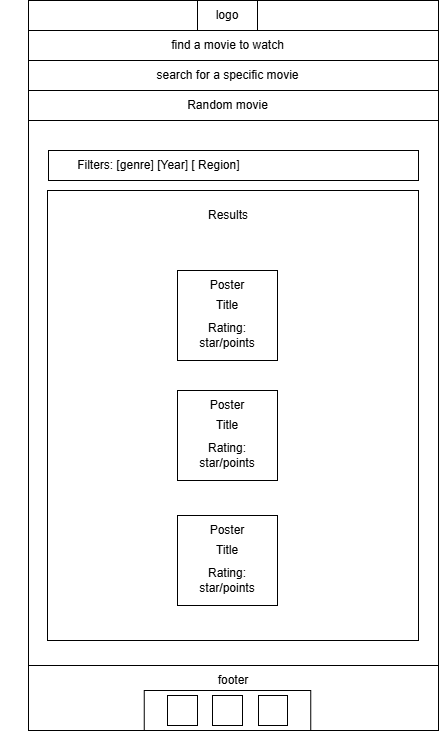 logo
find a movie to watch
search for a specific movie
Random movie
Filters: [genre] [Year] [ Region]
Results
Poster
Title
Rating:
star/points
Poster
Title
Rating:
star/points
Poster
Title
Rating:
star/points
footer